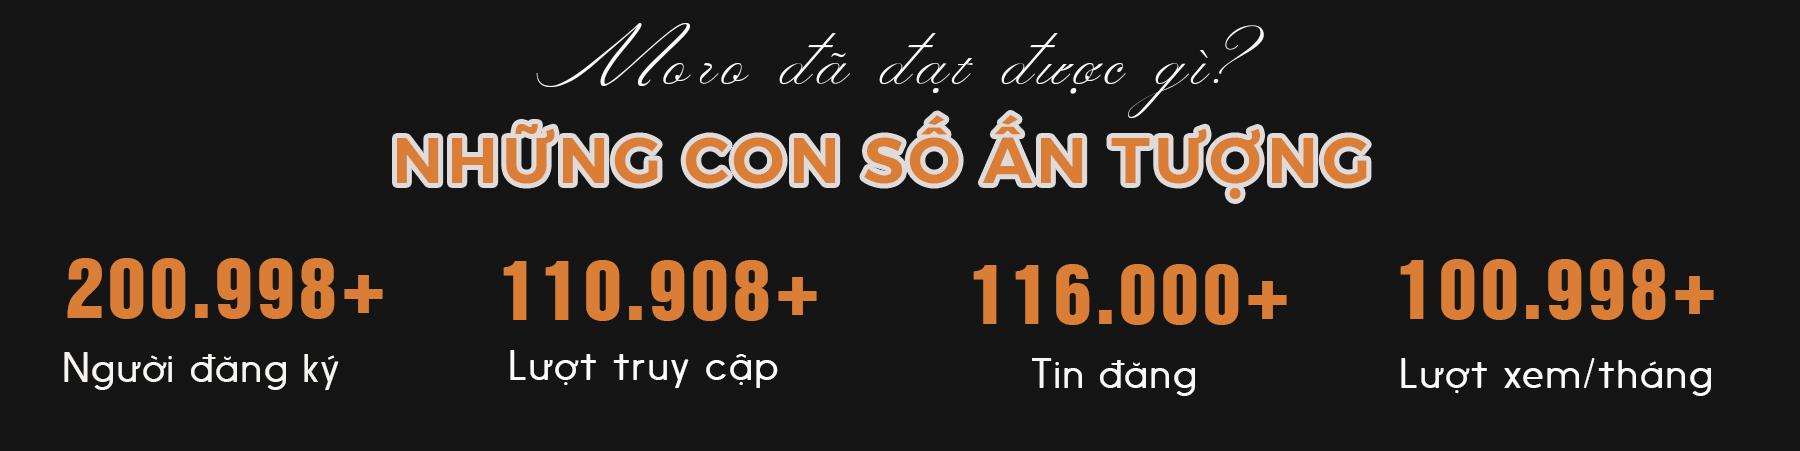 Moro đã đạt được gì?
NHỮNG CON SỐ ẤN TƯỢNG
200.998+ 110.908+ 116.000+ 100.998+
Người đăng ký Lượt truy cập Tin đăng Lượt xem/tháng